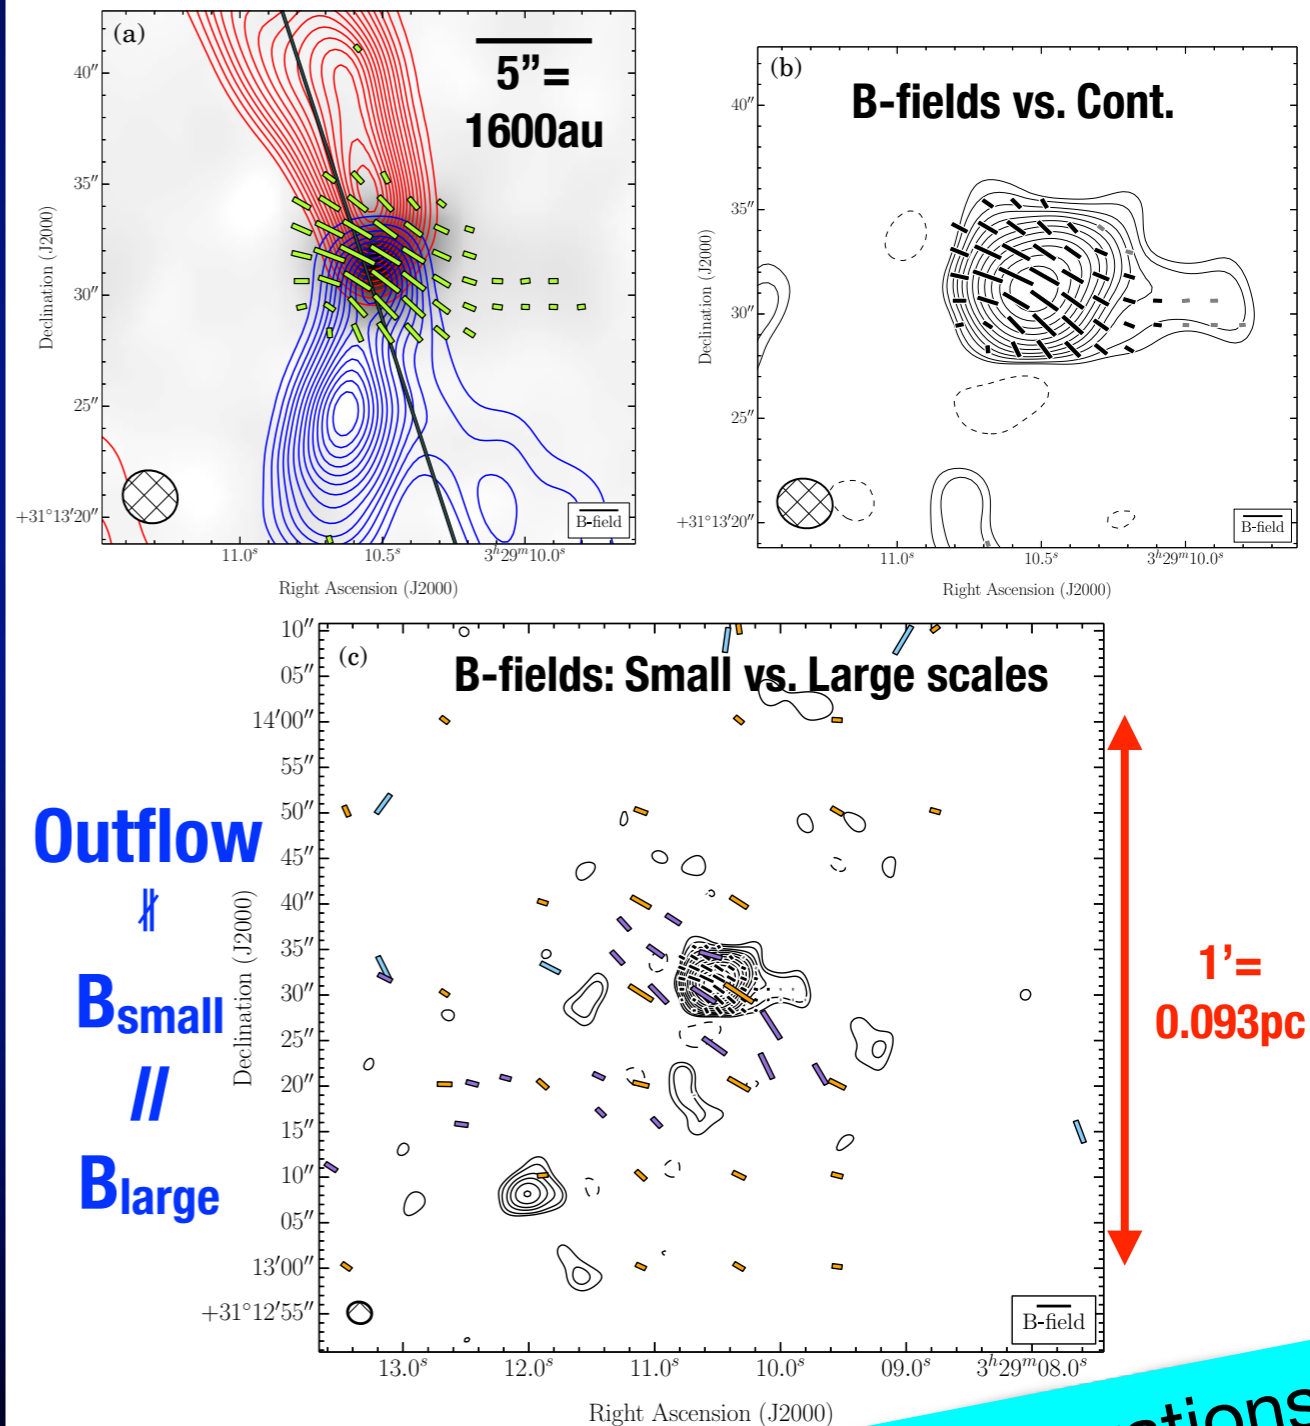 (a)
5”=
1600au
40″
35″
30″
25″
+31°13′20″
Declination (J2000)
11.0ˢ
10.5ˢ
3ʰ29ᵐ10.0ˢ
Right Ascension (J2000)
B-field
(b)
B-fields vs. Cont.
40″
35″
30″
25″
+31°13′20″
Declination (J2000)
11.0ˢ
10.5ˢ
3ʰ29ᵐ10.0ˢ
Right Ascension (J2000)
B-field
Outflow
∦
Bsmall
//
Blarge
(c)
B-fields: Small vs. Large scales
10″
05″
14′00″
55″
50″
45″
40″
35″
30″
25″
20″
15″
10″
05″
13′00″
+31°12′55″
Declination (J2000)
13.0ˢ
12.0ˢ
11.0ˢ
10.0ˢ
09.0ˢ
3ʰ29ᵐ08.0ˢ
Right Ascension (J2000)
B-field
1’=
0.093pc